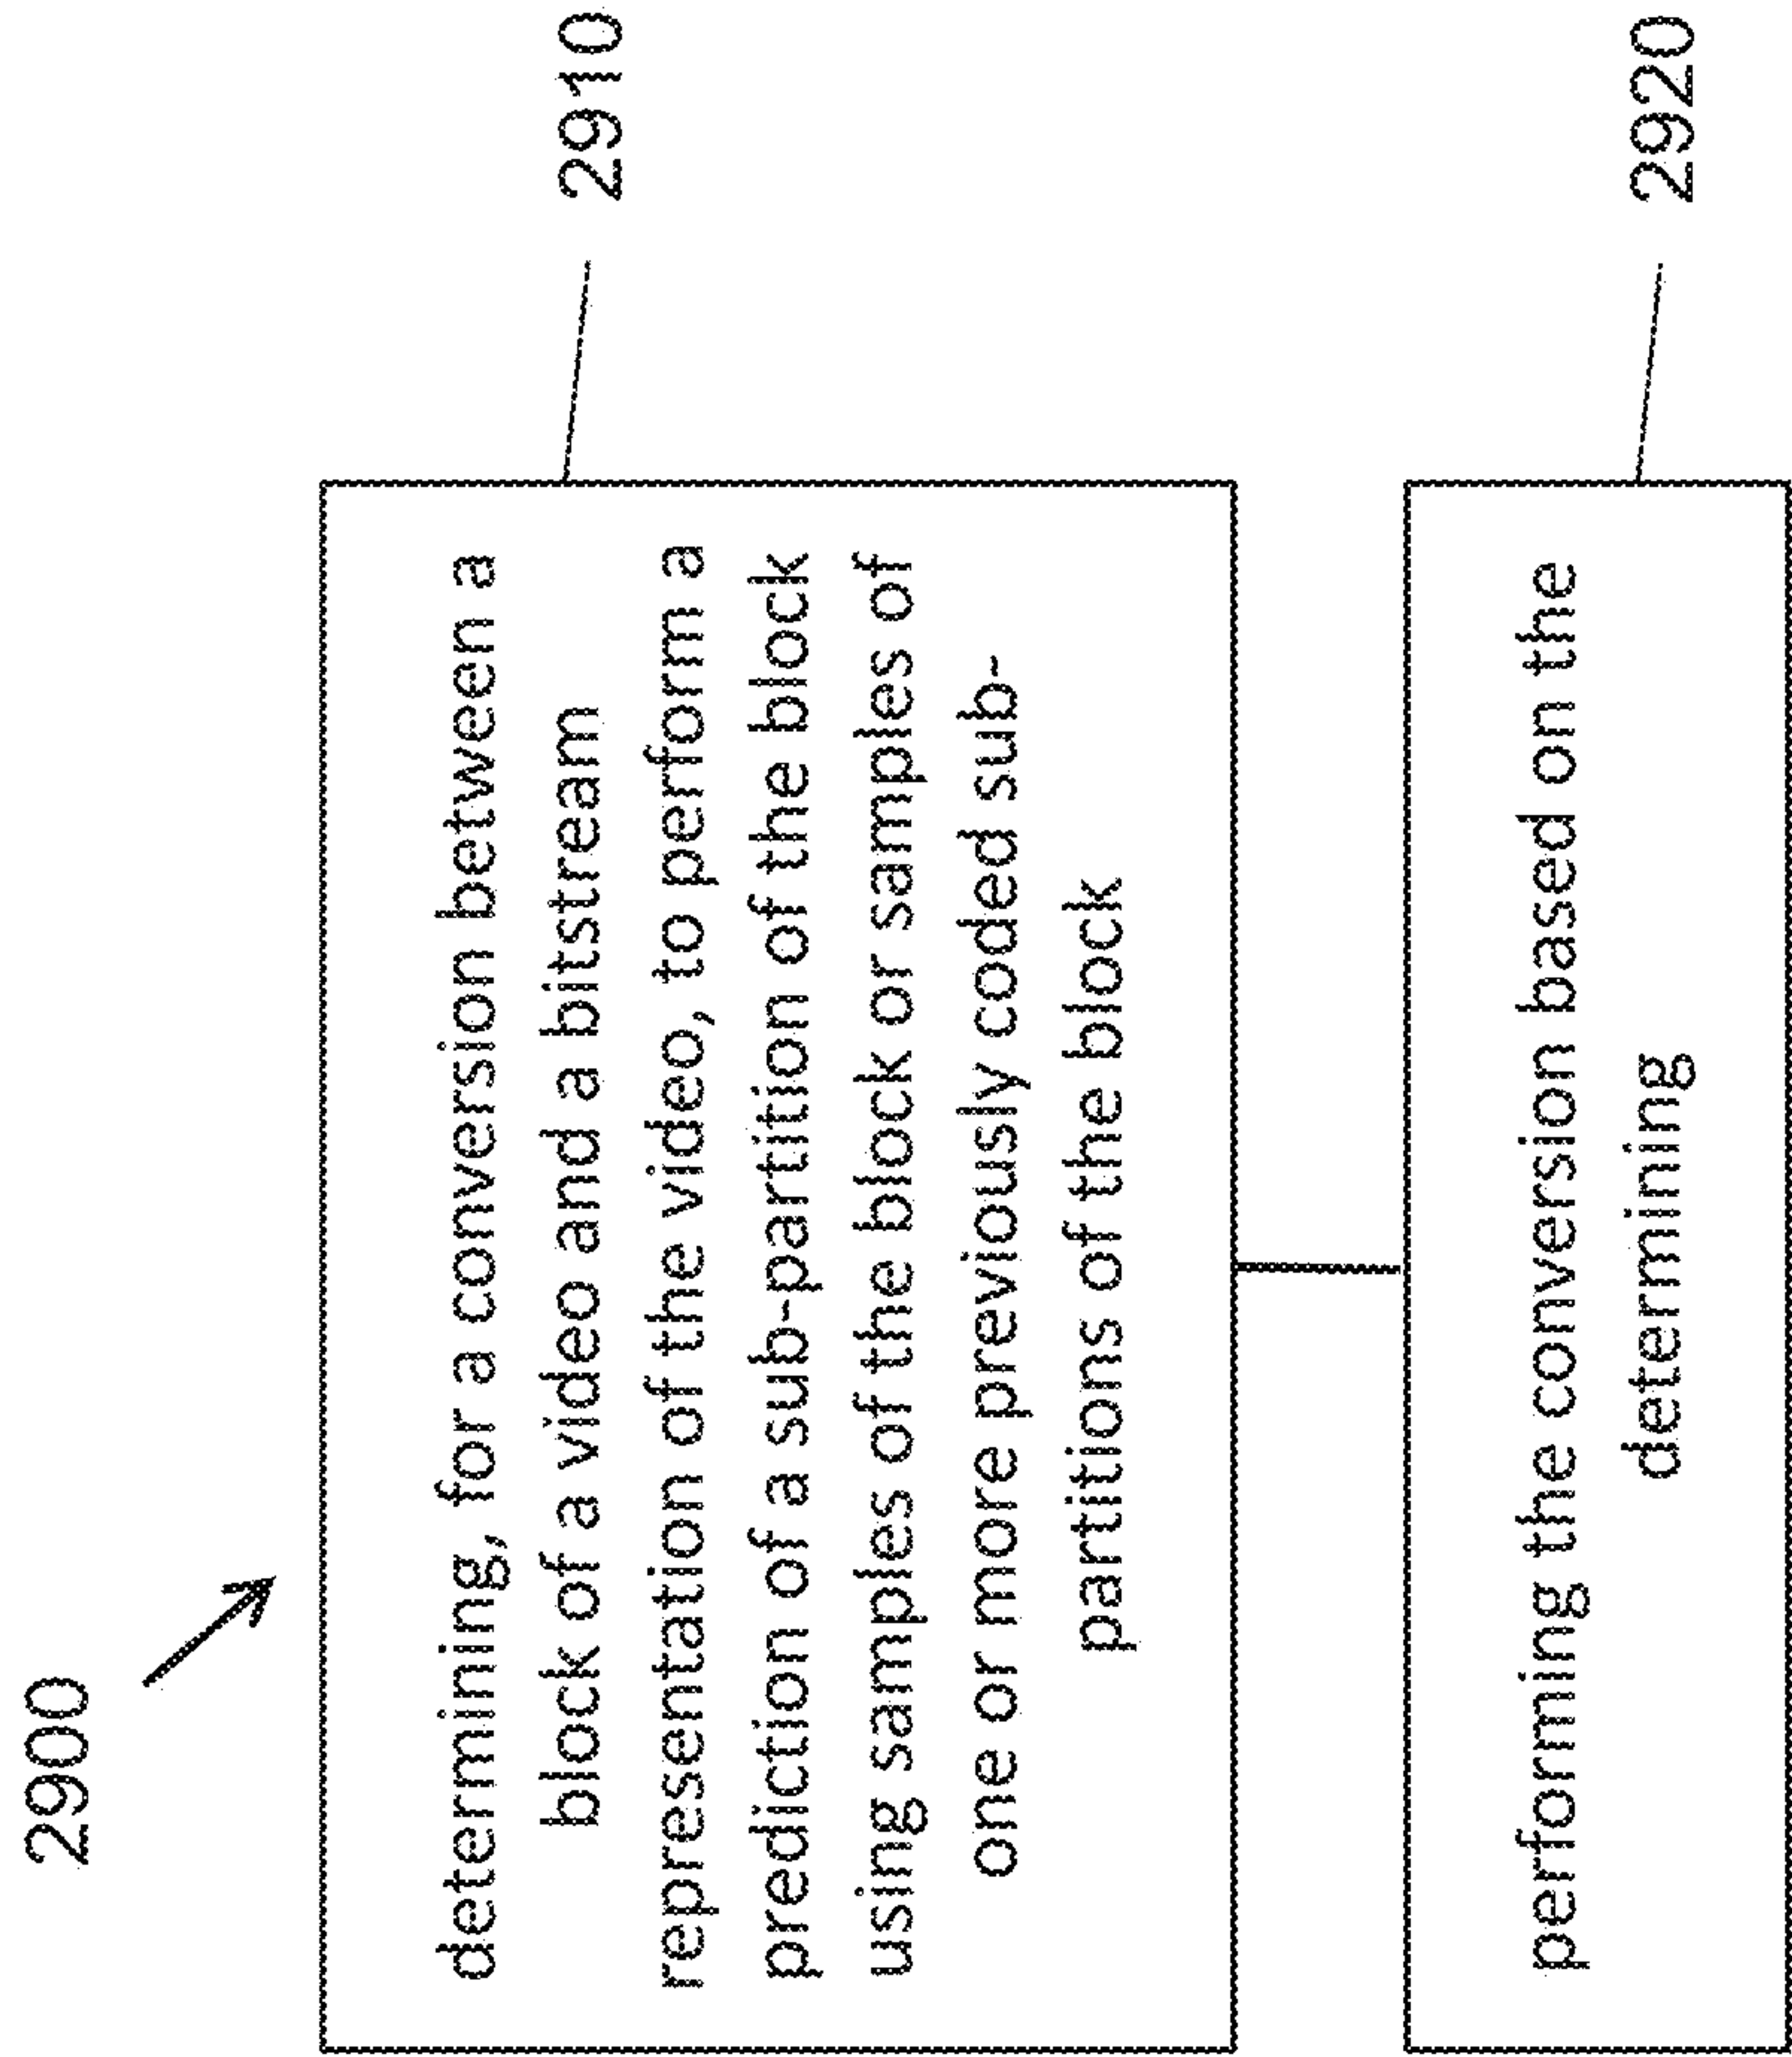 2900
determining, for a conversion between a
block of a video and a bitstream
representation of the video, to perform a
prediction of a sub-partition of the block
using samples of the block or samples of
one or more previously coded sub-
partitions of the block
2910
performing the conversion based on the
determining
2920